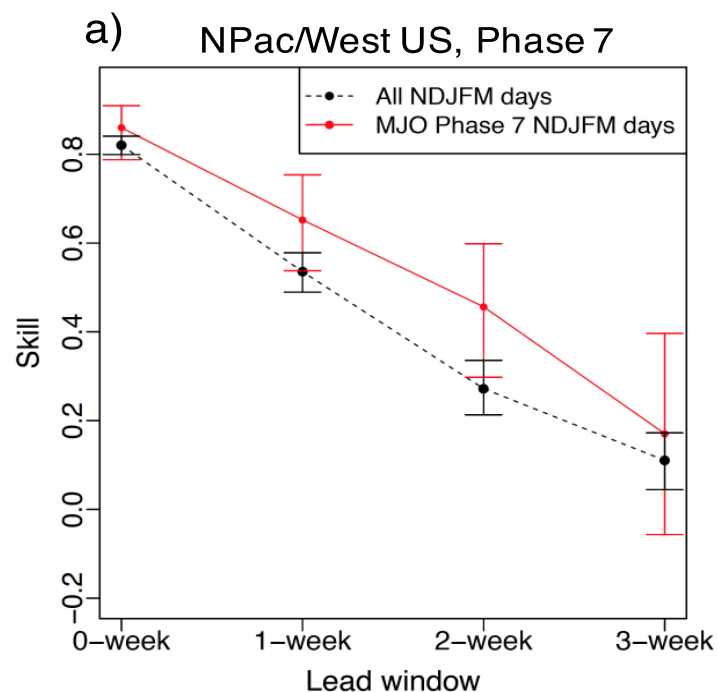 a) NPac/West US, Phase 7
All NDJFM days
MJO Phase 7 NDJFM days
Skill
0.8
0.6
0.4
0.2
0.0
−0.2
0−week 1−week 2−week 3−week
Lead window